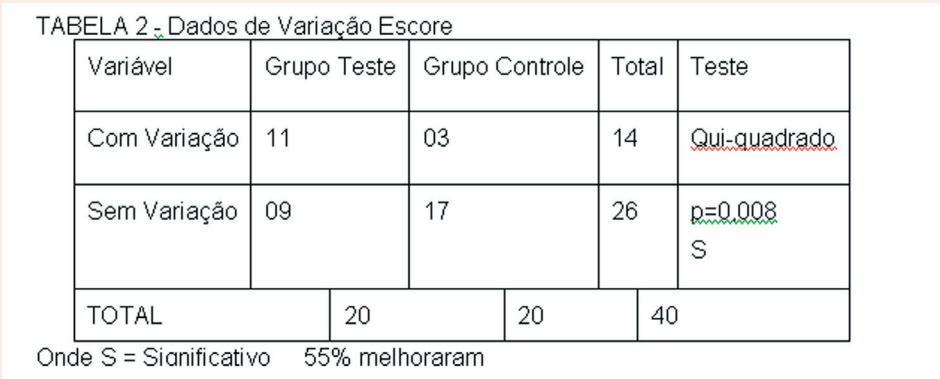 TABELA 2 - Dados de Variação Escore
Variável Grupo Teste Grupo Controle Total Teste
Com Variação 11 03 14 Qui-quadrado
Sem Variação 09 17 26 p=0,008
S
TOTAL 20 20 40
Onde S = Significativo 55% melhoraram